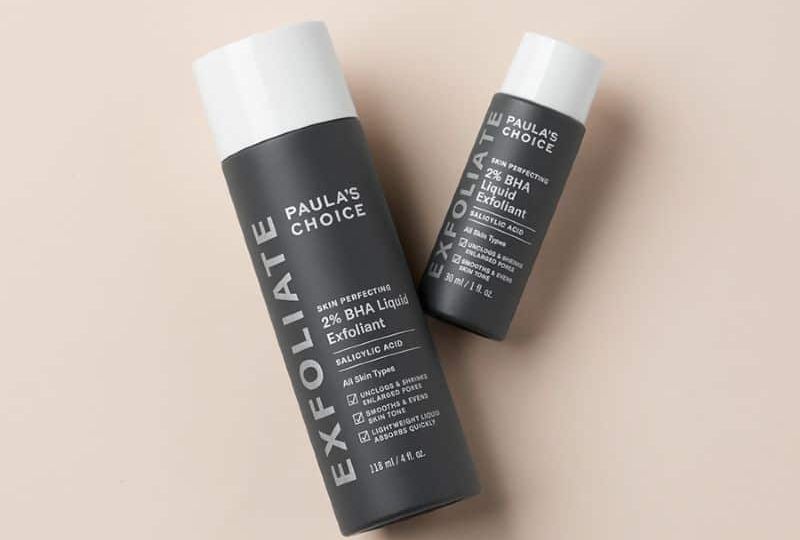 EXFOLIATE
PAULA'S
CHOICE
SKIN PERFECTING
2% BHA Liquid
Exfoliant
SALICYLIC ACID
All Skin Types
UNCLOGS & SHRINKS
ENLARGED PORES
SMOOTHS & EVENS
SKIN TONE
LIGHTWEIGHT LIQUID
ABSORBS QUICKLY
118 ml / 4 fl. oz.
EXFOLIATE
PAULA'S
CHOICE
SKIN PERFECTING
2% BHA
Liquid
Exfoliant
SALICYLIC ACID
All Skin Types
UNCLOGS & SHRINKS
ENLARGED PORES
SMOOTHS & EVENS
SKIN TONE
30 ml / 1 fl. oz.